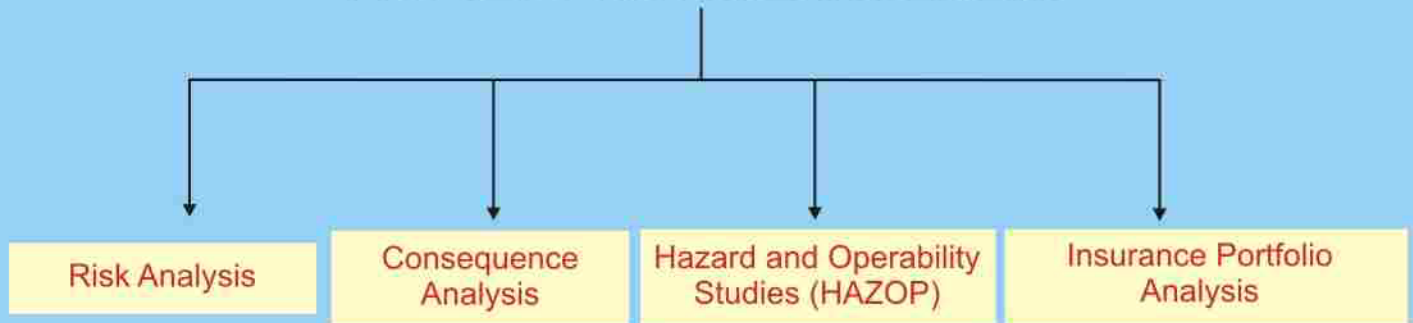 Risk Analysis
Consequence
Analysis
Hazard and Operability
Studies (HAZOP)
Insurance Portfolio
Analysis